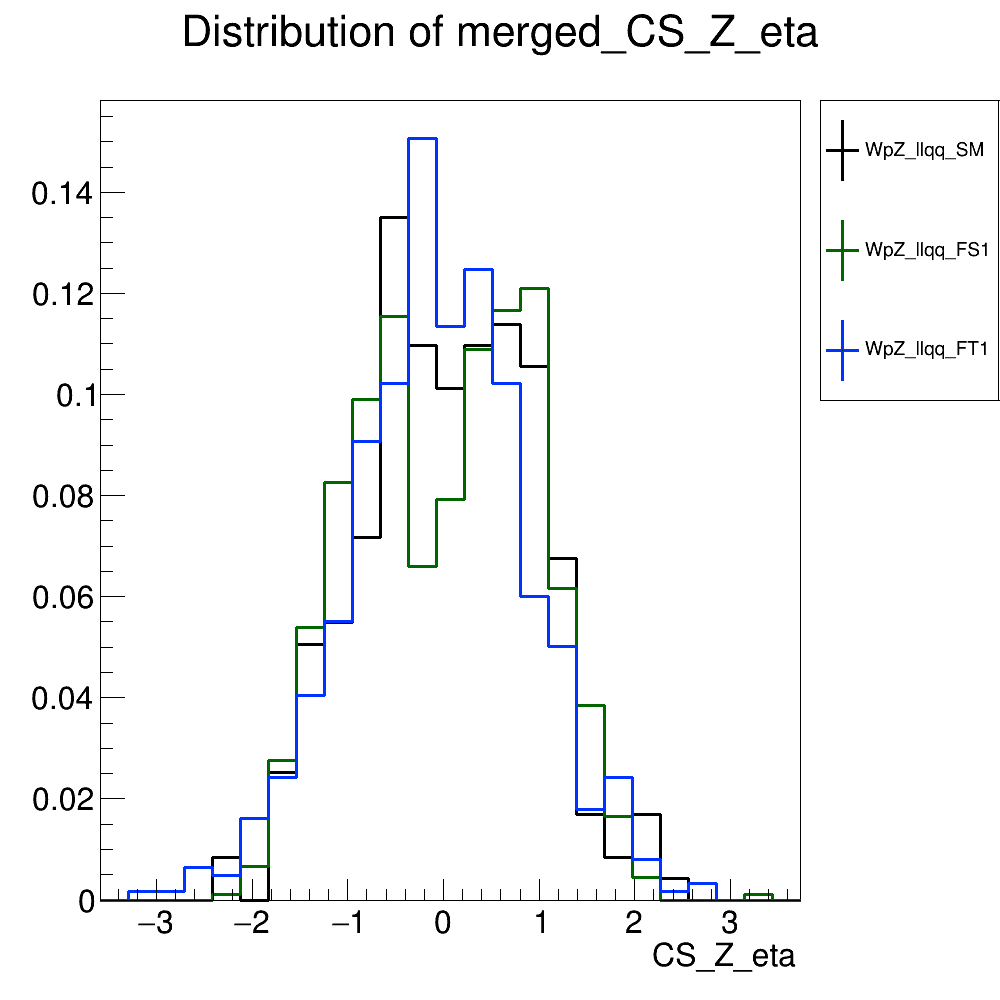 Distribution of merged_CS_Z_eta
WpZ_llqq_SM
WpZ_llqq_FS1
WpZ_llqq_FT1
0.14
0.12
0.1
0.08
0.06
0.04
0.02
0
−3 −2 −1 0 1 2 3
CS_Z_eta